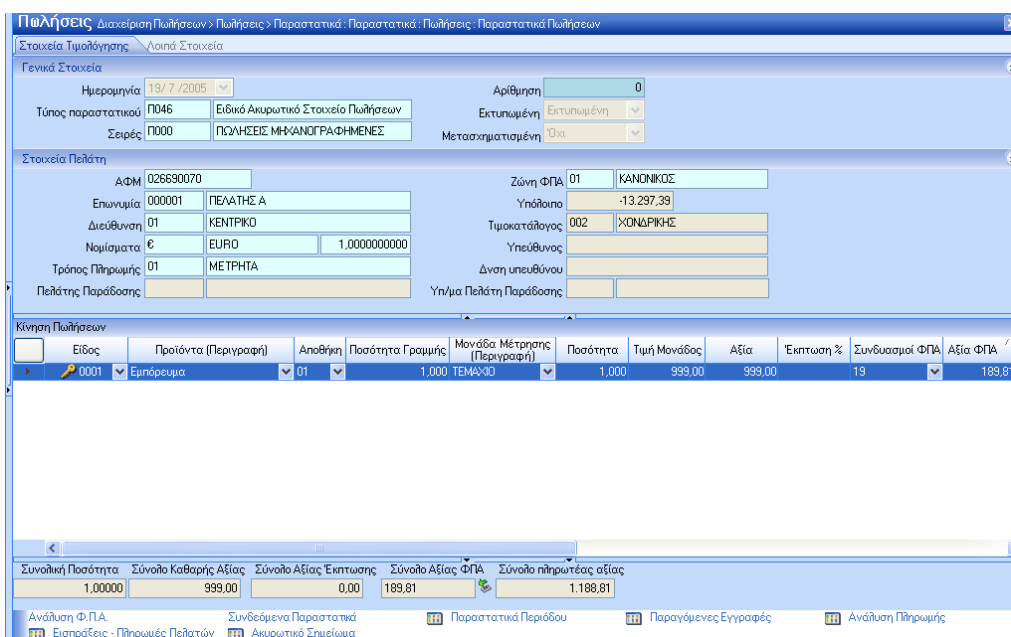 Πωλήσεις Διαχείριση Πωλήσεων > Πωλήσεις > Παραστατικά : Παραστατικά : Πωλήσεις : Παραστατικά Πωλήσεων
Στοιχεία Τιμολόγησης Λοιπά Στοιχεία
Γενικά Στοιχεία
Ημερομηνία 19/ 7 /2005 Αρίθμηση 0
Τύπος παραστατικού Π046 Ειδικό Ακυρωτικό Στοιχείο Πωλήσεων Εκτυπωμένη Εκτυπωμένη
Σειρές Π000 ΠΩΛΗΣΕΙΣ ΜΗΧΑΝΟΓΡΑΦΗΜΕΝΕΣ Μετασχηματισμένη Όχι
Στοιχεία Πελάτη
ΑΦΜ 026690070 Ζώνη ΦΠΑ 01 ΚΑΝΟΝΙΚΟΣ
Επωνυμία 000001 ΠΕΛΑΤΗΣ Α Υπόλοιπο -13.297,39
Διεύθυνση 01 ΚΕΝΤΡΙΚΟ Τιμοκατάλογος 002 ΧΟΝΔΡΙΚΗΣ
Νομίσματα € EURO 1,0000000000 Υπεύθυνος
Τρόπος Πληρωμής 01 ΜΕΤΡΗΤΑ Δνση υπευθύνου
Πελάτης Παράδοσης Υπ/μα Πελάτη Παράδοσης
Κίνηση Πωλήσεων
Είδος Προϊόντα (Περιγραφή) Αποθήκη Ποσότητα Γραμμής Μονάδα Μέτρησης (Περιγραφή) Ποσότητα Τιμή Μονάδος Αξία Έκπτωση % Συνδυασμοί ΦΠΑ Αξία ΦΠΑ
0001 Εμπόρευμα 01 1,000 ΤΕΜΑΧΙΟ 1,000 999,00 999,00 19 189,81
Συνολική Ποσότητα Σύνολο Καθαρής Αξίας Σύνολο Αξίας Έκπτωσης Σύνολο Αξίας ΦΠΑ Σύνολο πληρωτέας αξίας
1,00000 999,00 0,00 189,81 1.188,81
Ανάλυση Φ.Π.Α. Συνδεόμενα Παραστατικά Παραστατικά Περιόδου Παραγόμενες Εγγραφές Ανάλυση Πληρωμής
Εισπράξεις - Πληρωμές Πελατών Ακυρωτικό Σημείωμα